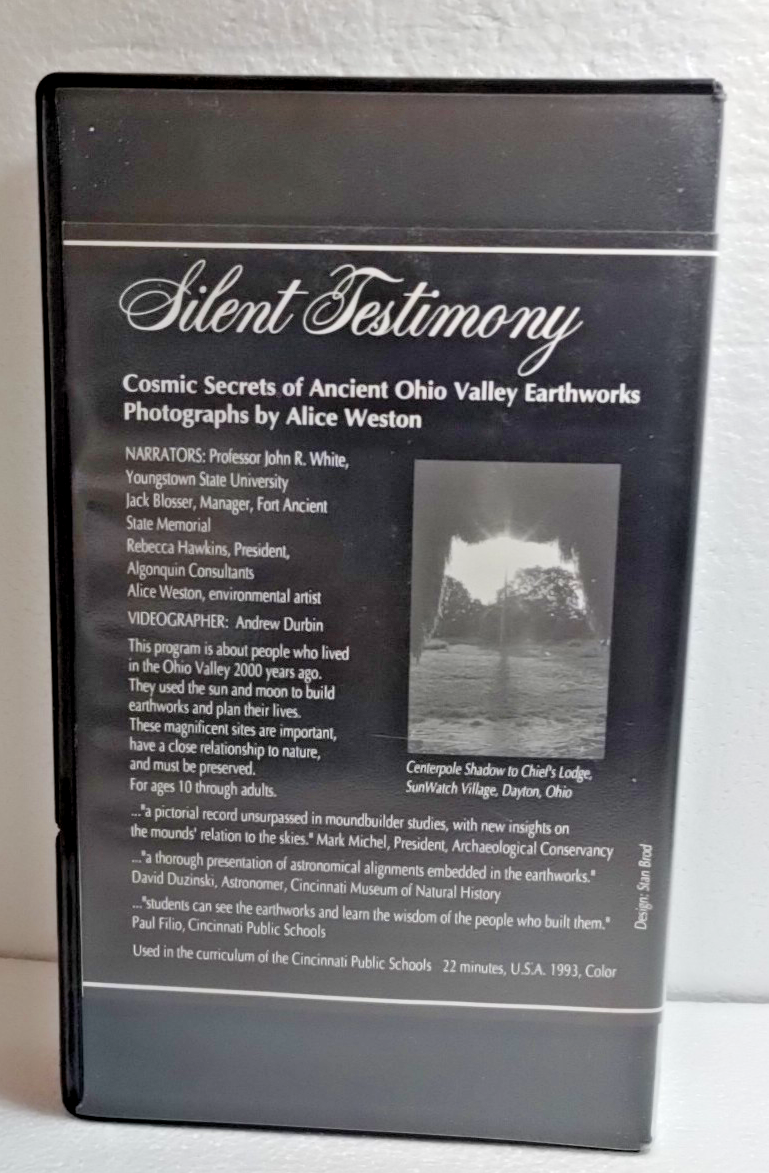 Silent Testimony
Cosmic Secrets of Ancient Ohio Valley Earthworks
Photographs by Alice Weston
NARRATORS: Professor John R. White,
Youngstown State University
Jack Blosser, Manager, Fort Ancient
State Memorial
Rebecca Hawkins, President,
Algonquin Consultants
Alice Weston, environmental artist
VIDEOGRAPHER: Andrew Durbin
This program is about people who lived
in the Ohio Valley 2000 years ago.
They used the sun and moon to build
earthworks and plan their lives.
These magnificent sites are important,
have a close relationship to nature,
and must be preserved.
For ages 10 through adults.
Centerpole Shadow to Chief's Lodge,
SunWatch Village, Dayton, Ohio
..."a pictorial record unsurpassed in moundbuilder studies, with new insights on
the mounds' relation to the skies." Mark Michel, President, Archaeological Conservancy
..."a thorough presentation of astronomical alignments embedded in the earthworks."
David Duzinski, Astronomer, Cincinnati Museum of Natural History
..."students can see the earthworks and learn the wisdom of the people who built them."
Paul Filio, Cincinnati Public Schools
Used in the curriculum of the Cincinnati Public Schools 22 minutes, U.S.A. 1993, Color
Design: Stan Brod